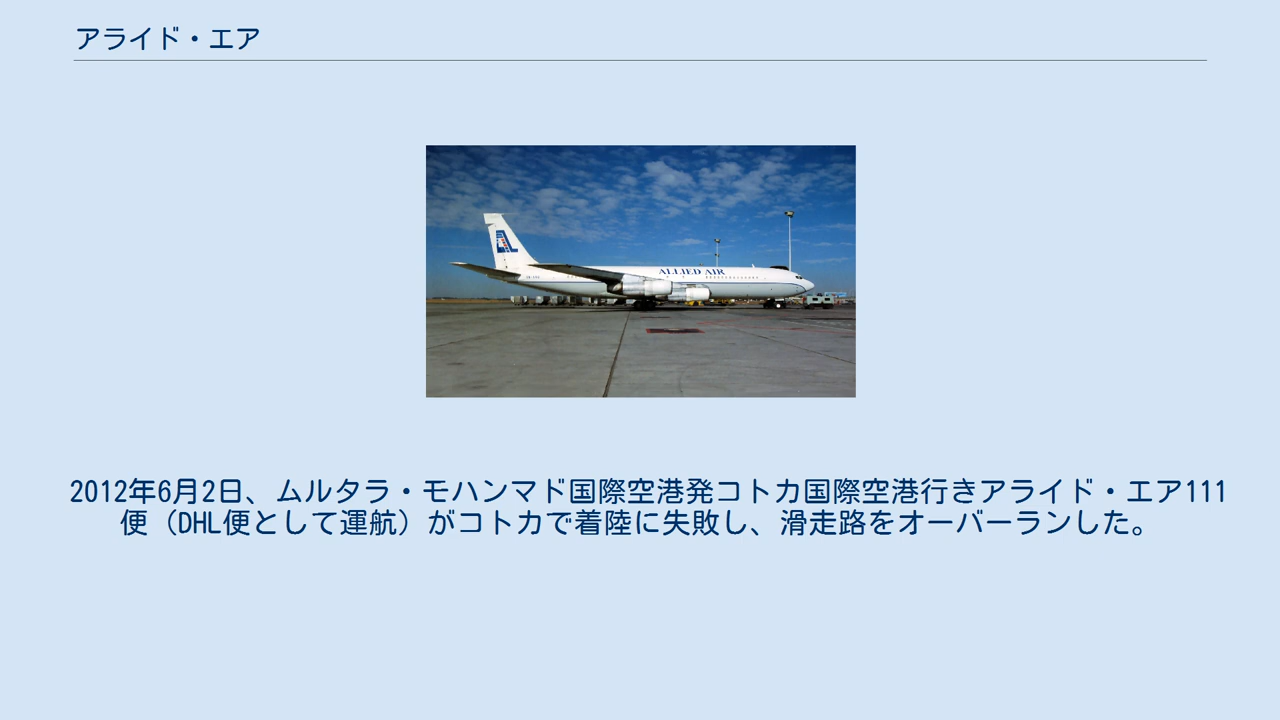 アライド・エア
ALLIED AIR
2012年6月2日、ムルタラ・モハンマド国際空港発コトカ国際空港行きアライド・エア111
便（DHL便として運航）がコトカで着陸に失敗し、滑走路をオーバーランした。